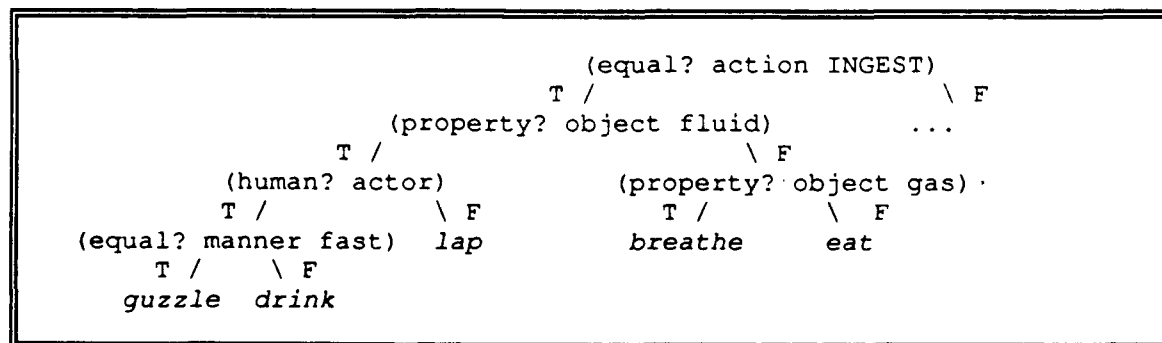 (equal? action INGEST)
T / \ F
(property? object fluid) ...
T / \ F
(human? actor) (property? object gas)
T / \ F T / \ F
(equal? manner fast) lap breathe eat
T / \ F
guzzle drink